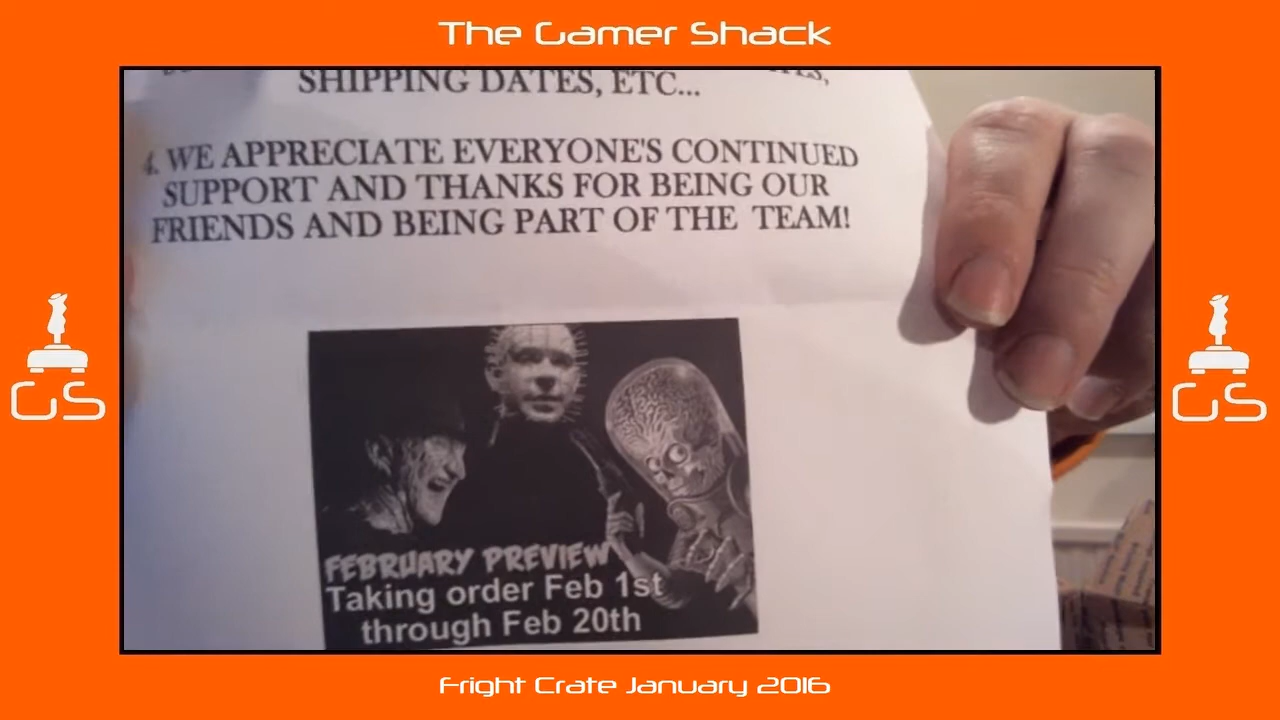 The Gamer Shack
SHIPPING DATES, ETC...
4. WE APPRECIATE EVERYONE'S CONTINUED
SUPPORT AND THANKS FOR BEING OUR
FRIENDS AND BEING PART OF THE TEAM!
GS
GS
FEBRUARY PREVIEW
Taking order Feb 1st
through Feb 20th
Fright Crate January 2016